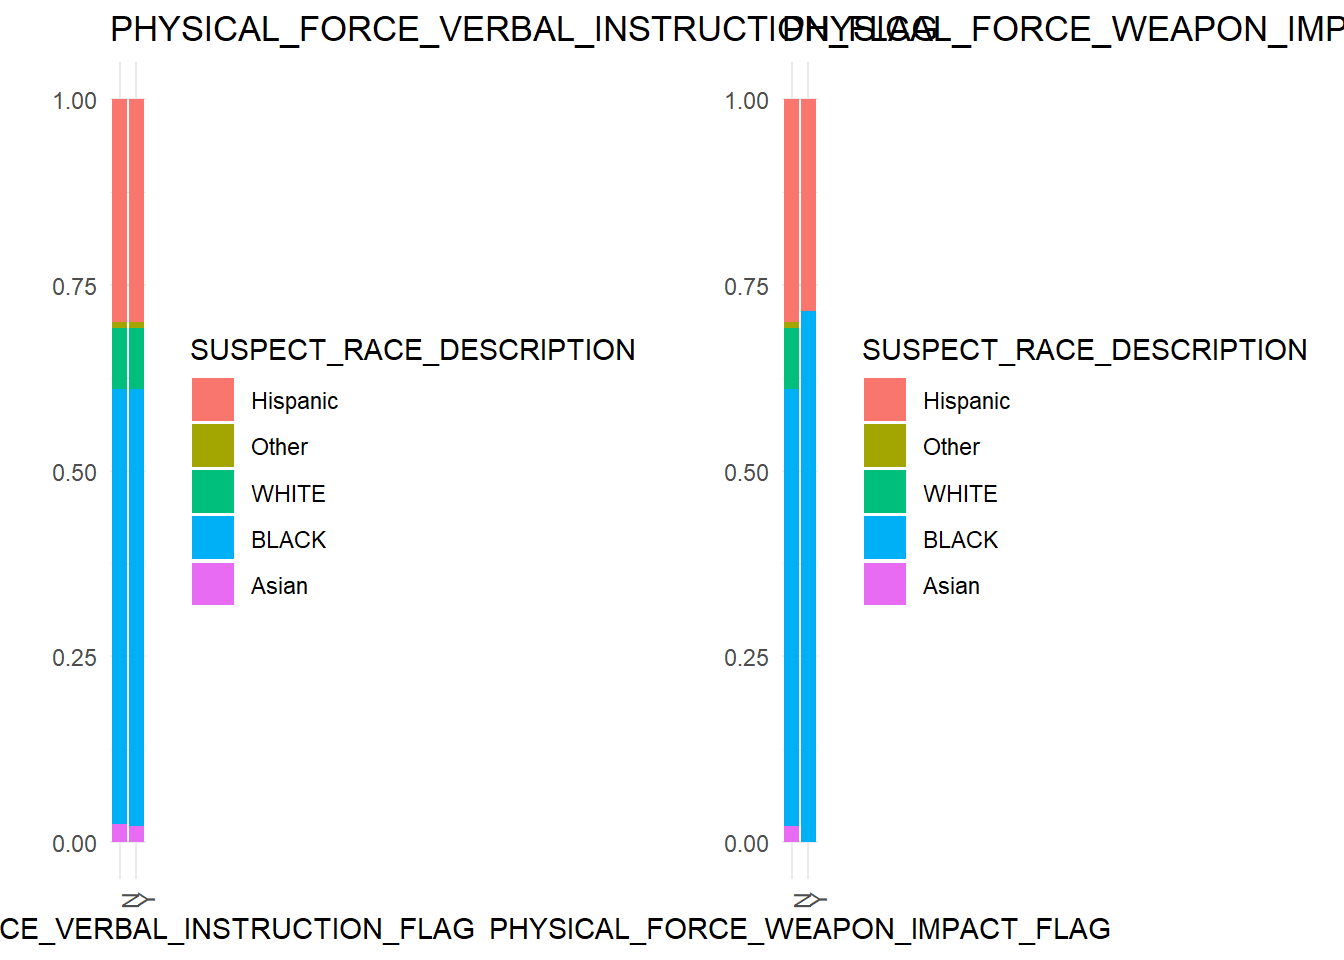 PHYSICAL_FORCE_VERBAL_INSTRUCTION_FLAG
PHYSICAL_FORCE_WEAPON_IMP
1.00
0.75
0.50
0.25
0.00
SUSPECT_RACE_DESCRIPTION
Hispanic
Other
WHITE
BLACK
Asian
N
Y
CE_VERBAL_INSTRUCTION_FLAG
1.00
0.75
0.50
0.25
0.00
SUSPECT_RACE_DESCRIPTION
Hispanic
Other
WHITE
BLACK
Asian
N
Y
PHYSICAL_FORCE_WEAPON_IMPACT_FLAG